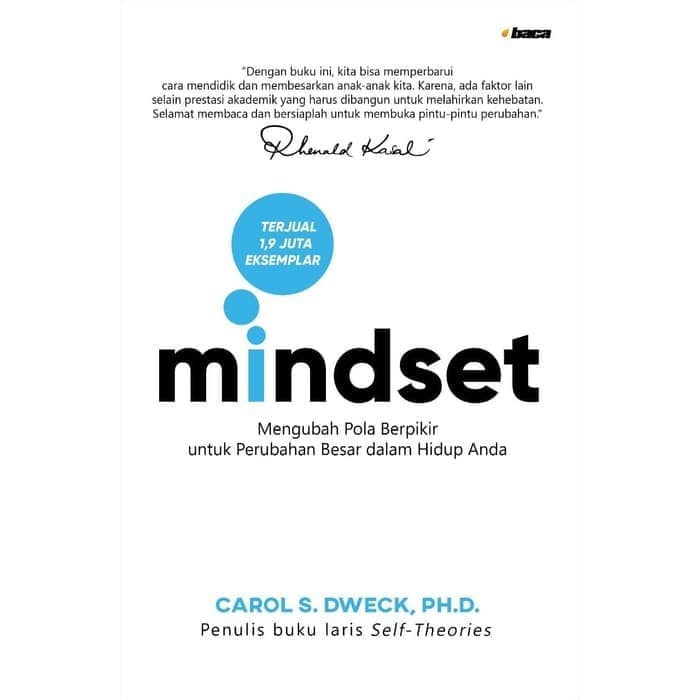 baca
“Dengan buku ini, kita bisa memperbarui
cara mendidik dan membesarkan anak-anak kita. Karena, ada faktor lain
selain prestasi akademik yang harus dibangun untuk melahirkan kehebatan.
Selamat membaca dan bersiaplah untuk membuka pintu-pintu perubahan.”
Rhenald Kasali
TERJUAL
1,9 JUTA
EKSEMPLAR
mindset
Mengubah Pola Berpikir
untuk Perubahan Besar dalam Hidup Anda
CAROL S. DWECK, PH.D.
Penulis buku laris Self-Theories